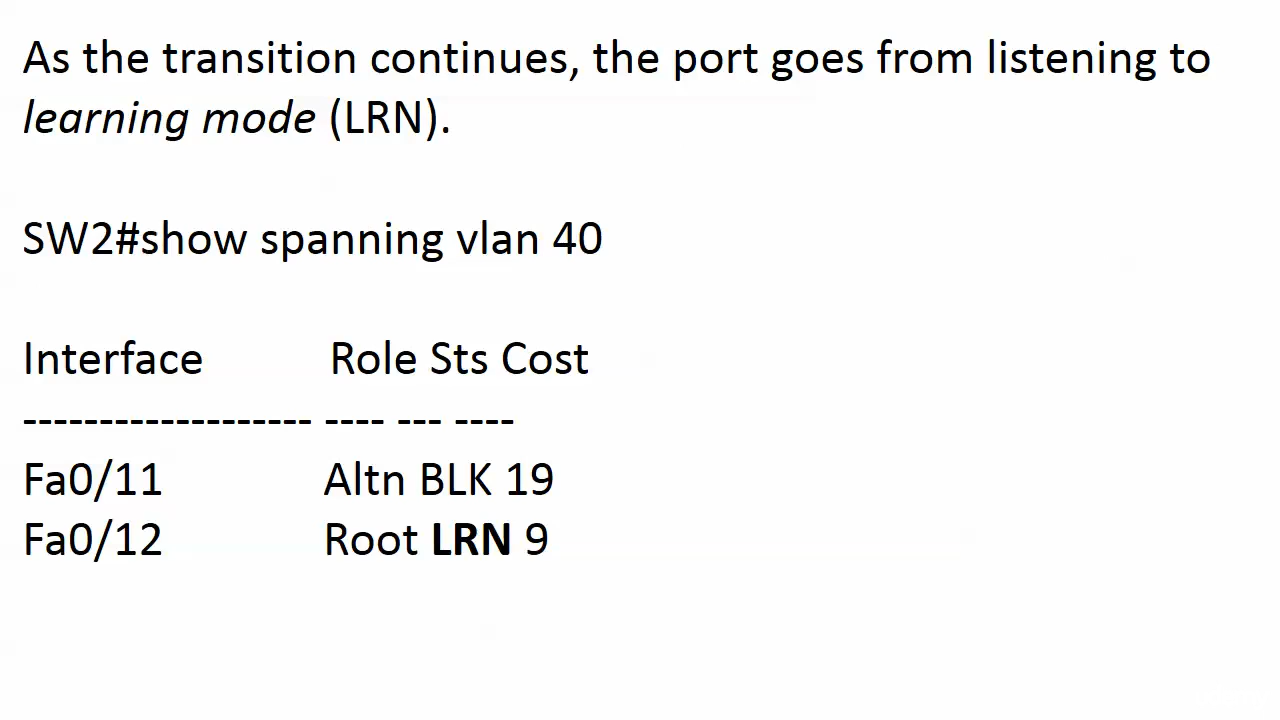 As the transition continues, the port goes from listening to
learning mode (LRN).
SW2#show spanning vlan 40
Interface Role Sts Cost
------------------- ---- --- ----
Fa0/11 Altn BLK 19
Fa0/12 Root LRN 9